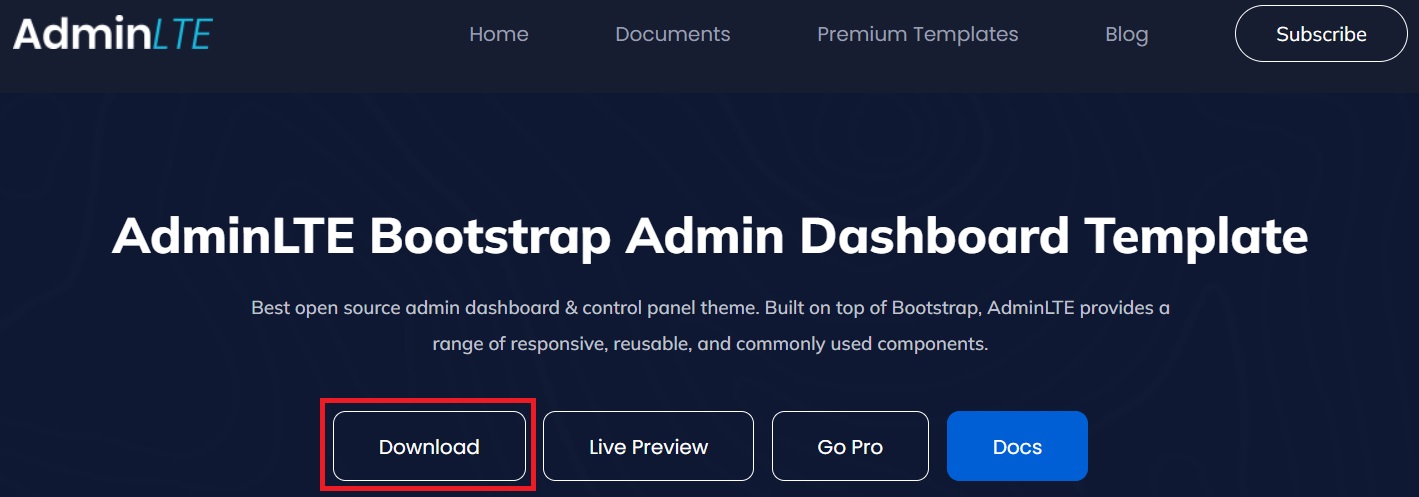 AdminLTE
Home
Documents
Premium Templates
Blog
Subscribe
AdminLTE Bootstrap Admin Dashboard Template
Best open source admin dashboard & control panel theme. Built on top of Bootstrap, AdminLTE provides a
range of responsive, reusable, and commonly used components.
Download
Live Preview
Go Pro
Docs